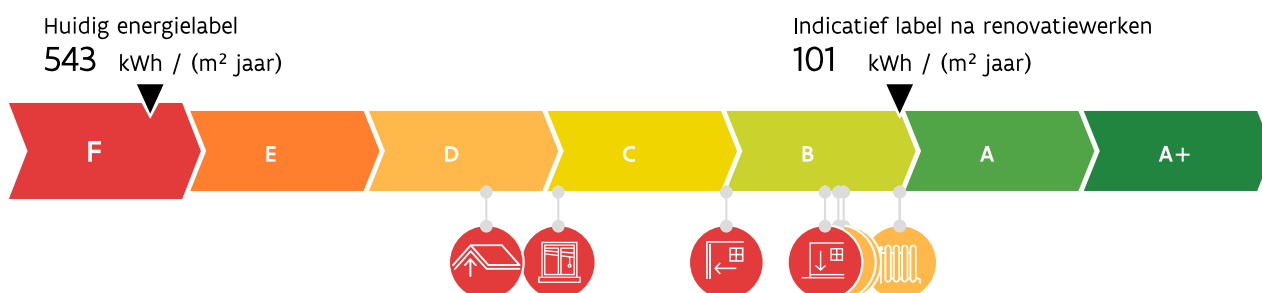 Huidig energielabel
543 kWh / (m² jaar)
Indicatief label na renovatiewerken
101 kWh / (m² jaar)
F E D C B A A+